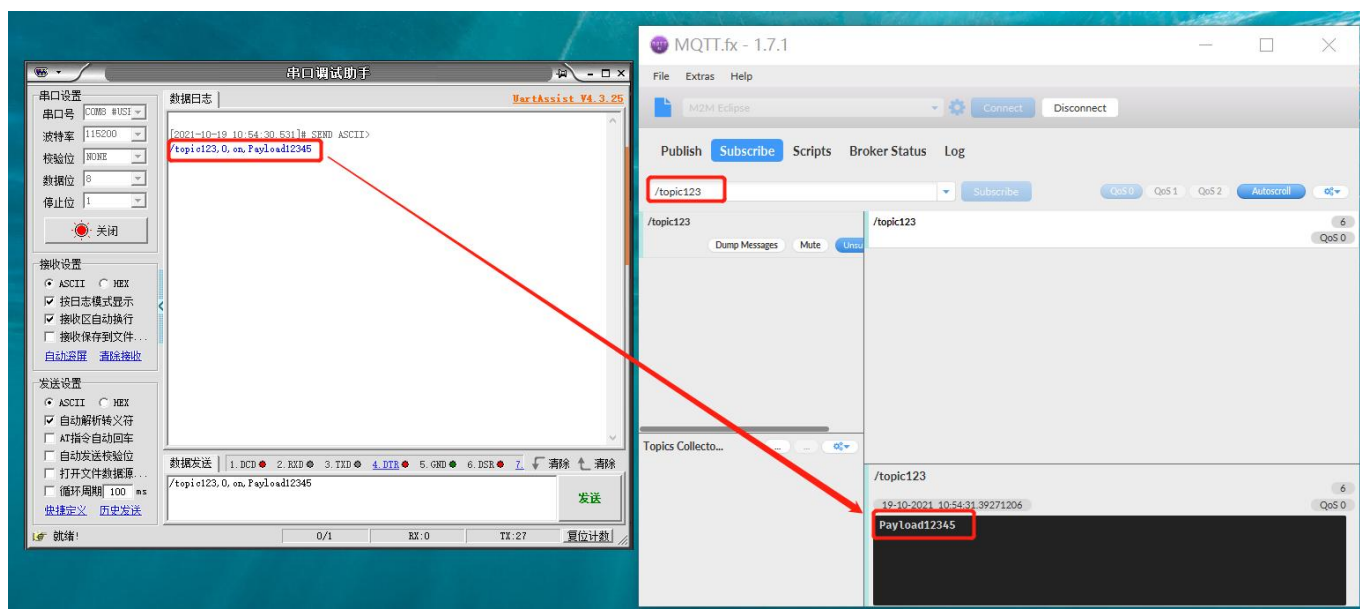 串口调试助手
串口设置
串口号 COM8 #USI
波特率 115200
校验位 NONE
数据位 8
停止位 1
关闭
接收设置
ASCII HEX
按日志模式显示
接收区自动换行
接收保存到文件...
自动滚屏 清除接收
发送设置
ASCII HEX
自动解析转义符
AT指令自动回车
自动发送校验位
打开文件数据源...
循环周期 100 ms
快捷定义 历史发送
数据日志 UartAssist V4.3.25
[2021-10-19 10:54:30.531]# SEND ASCII>
/topic123,0,on,Payload12345
数据发送 1.DCD 2.RXD 3.TXD 4.DTR 5.GND 6.DSR 7. 清除 清除
/topic123,0,on,Payload12345
发送
就绪! 0/1 RX:0 TX:27 复位计数
MQTT.fx - 1.7.1
File Extras Help
M2M Eclipse Connect Disconnect
Publish Subscribe Scripts Broker Status Log
/topic123 Subscribe QoS 0 QoS 1 QoS 2 Autoscroll
/topic123
Dump Messages Mute Unsu
/topic123 6
QoS 0
Topics Collecto...
/topic123
6
19-10-2021 10:54:31.39271206 QoS 0
Payload12345